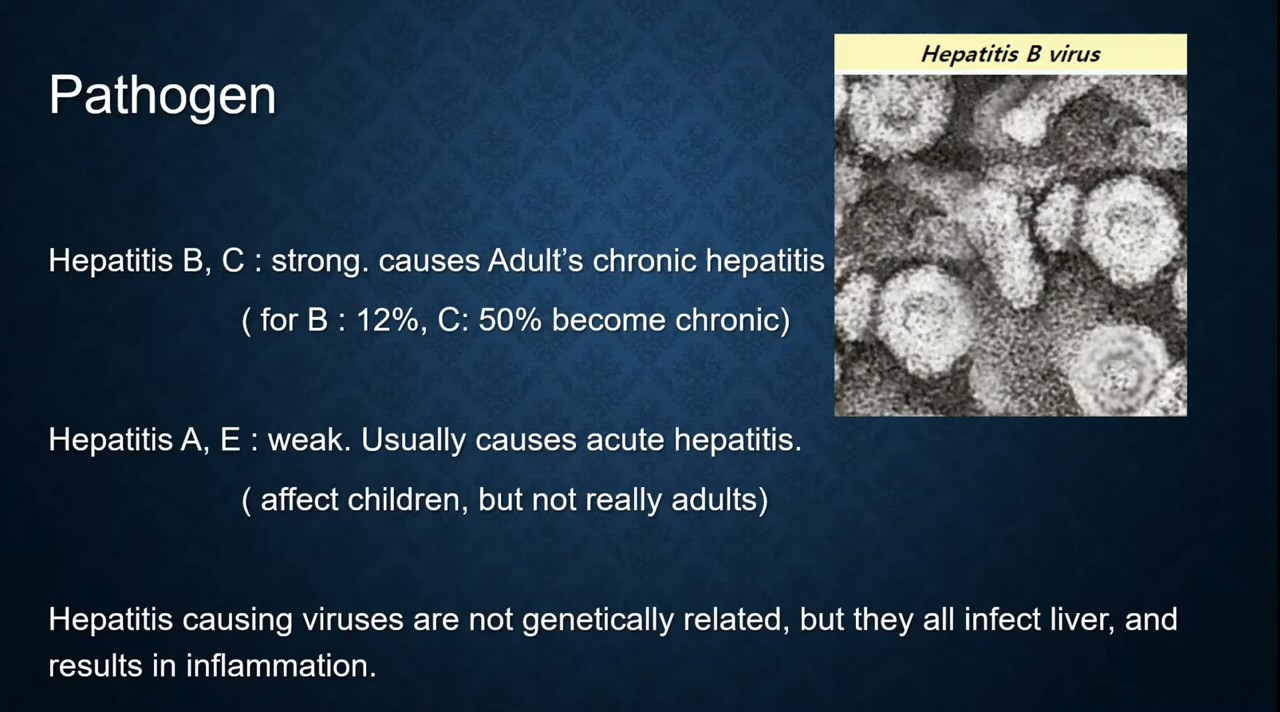 Pathogen
Hepatitis B virus
Hepatitis B, C : strong. causes Adult’s chronic hepatitis
( for B : 12%, C: 50% become chronic)
Hepatitis A, E : weak. Usually causes acute hepatitis.
( affect children, but not really adults)
Hepatitis causing viruses are not genetically related, but they all infect liver, and
results in inflammation.